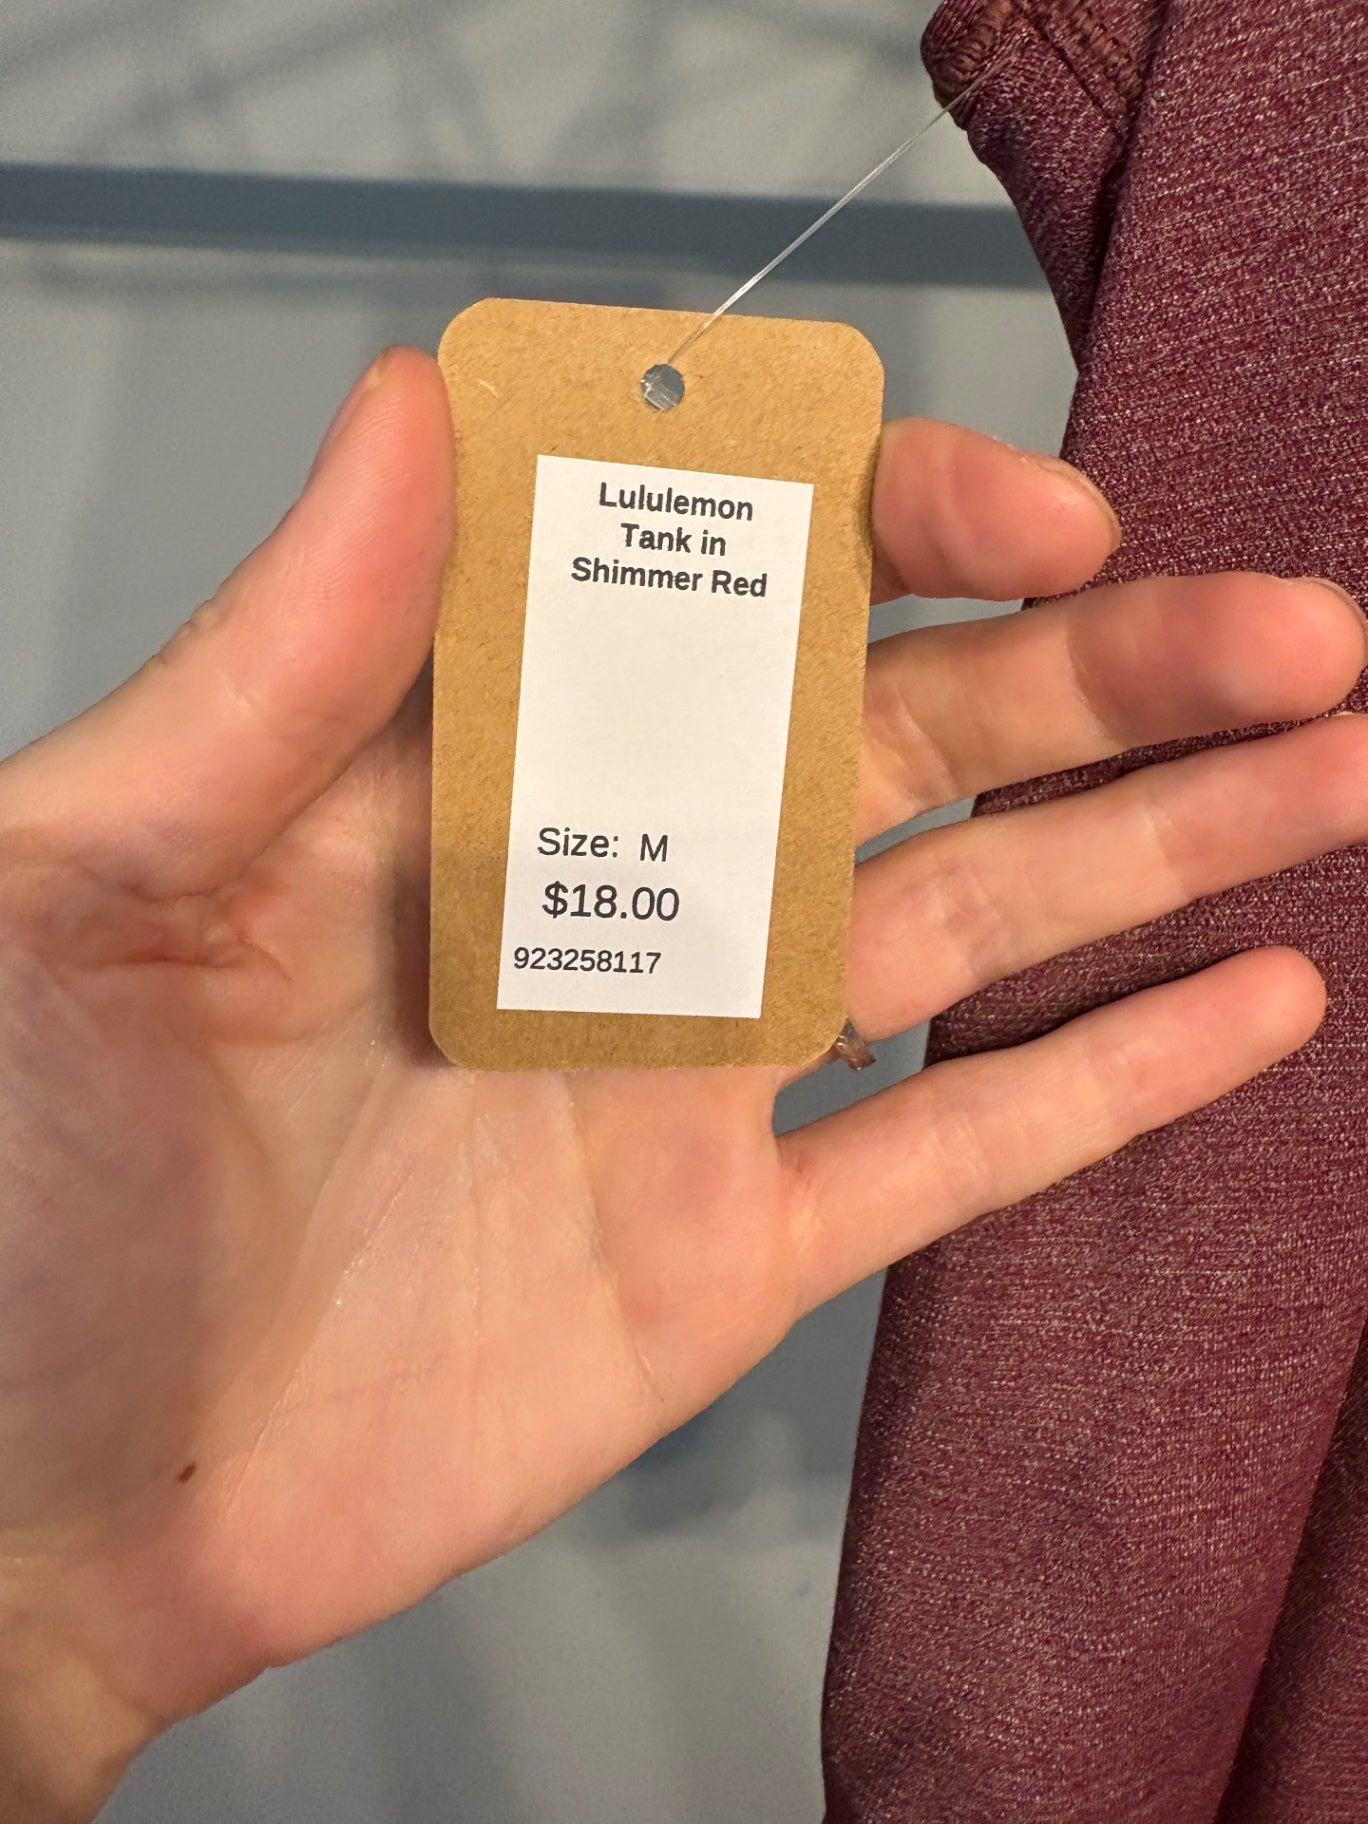 Lululemon
Tank in
Shimmer Red
Size: M
$18.00
923258117